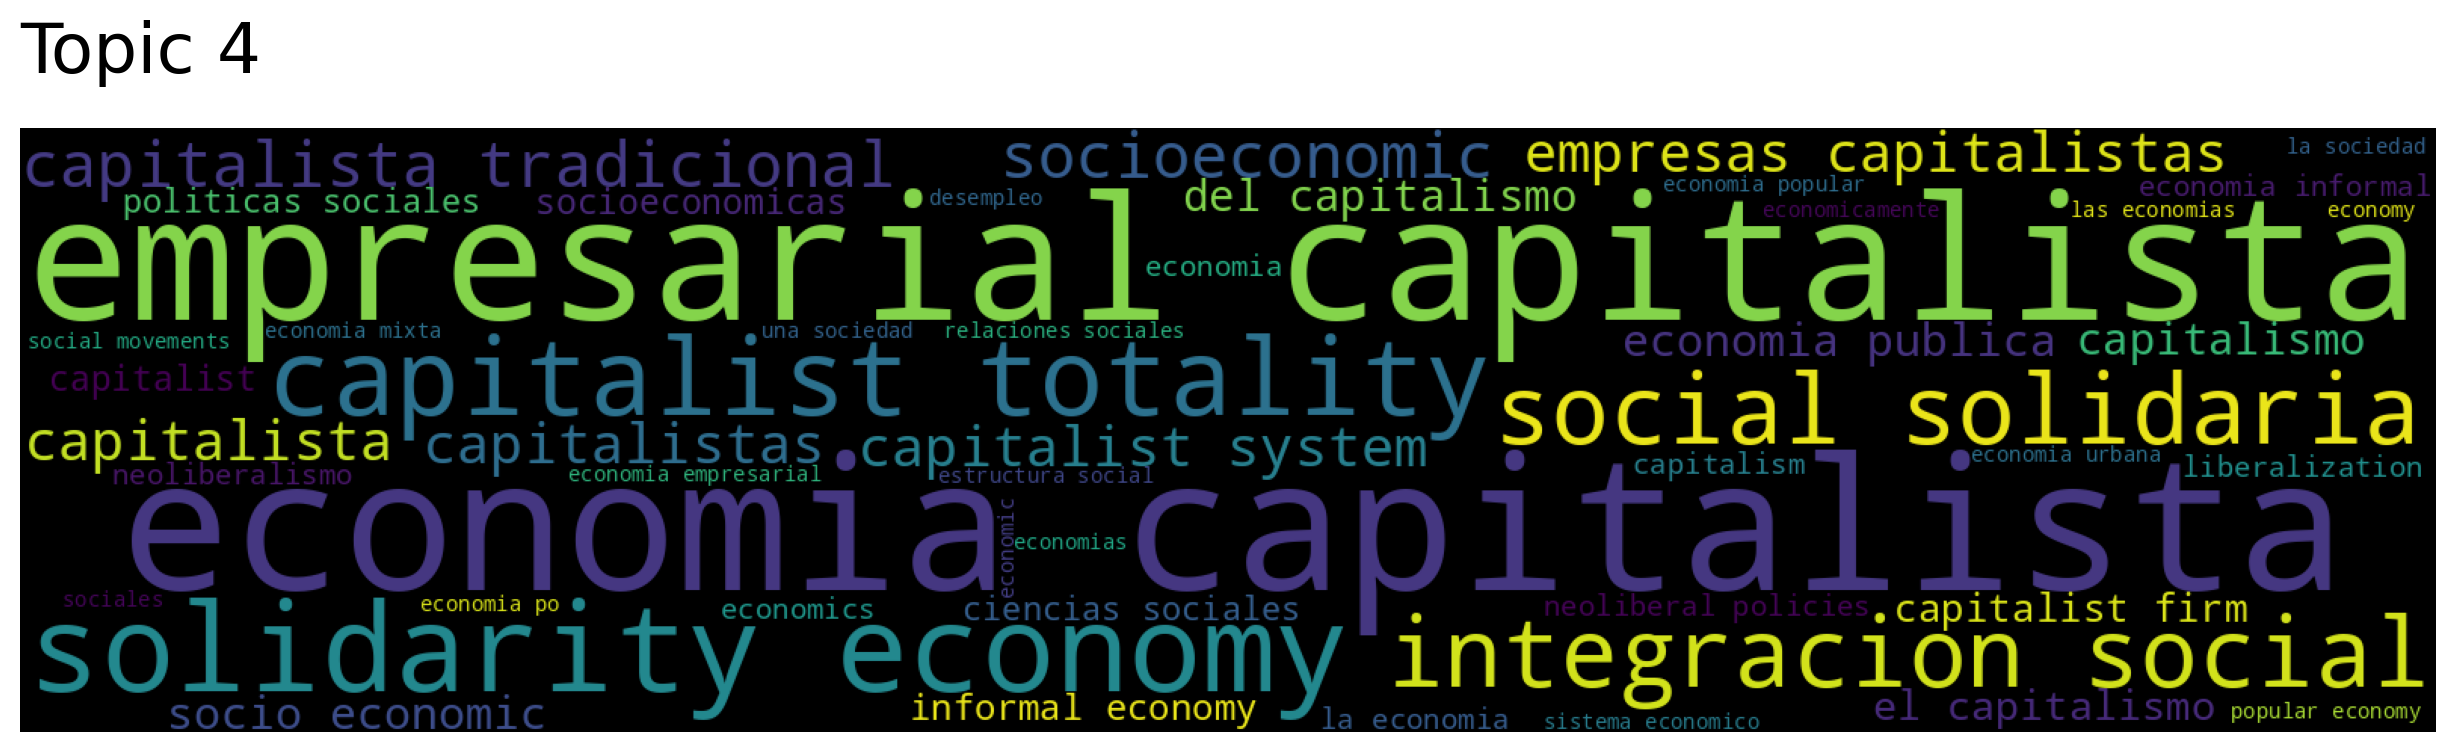 Topic 4
capitalista tradicional
socioeconomic
empresas capitalistas
la sociedad
politicas sociales
socioeconomicas
desempleo
del capitalismo
economia popular
economia informal
economicamente
las economias
economy
empresarial capitalista
economia
social movements
economia mixta
una sociedad
relaciones sociales
economia publica
capitalismo
capitalist
capitalist totality
social solidaria
capitalista
capitalistas
capitalist system
neoliberalismo
economia empresarial
estructura social
capitalism
economia urbana
liberalization
economia capitalista
economic
economias
sociales
economia po
economics
ciencias sociales
neoliberal policies
capitalist firm
solidarity economy
integracion social
socio economic
informal economy
la economia
sistema economico
el capitalismo
popular economy